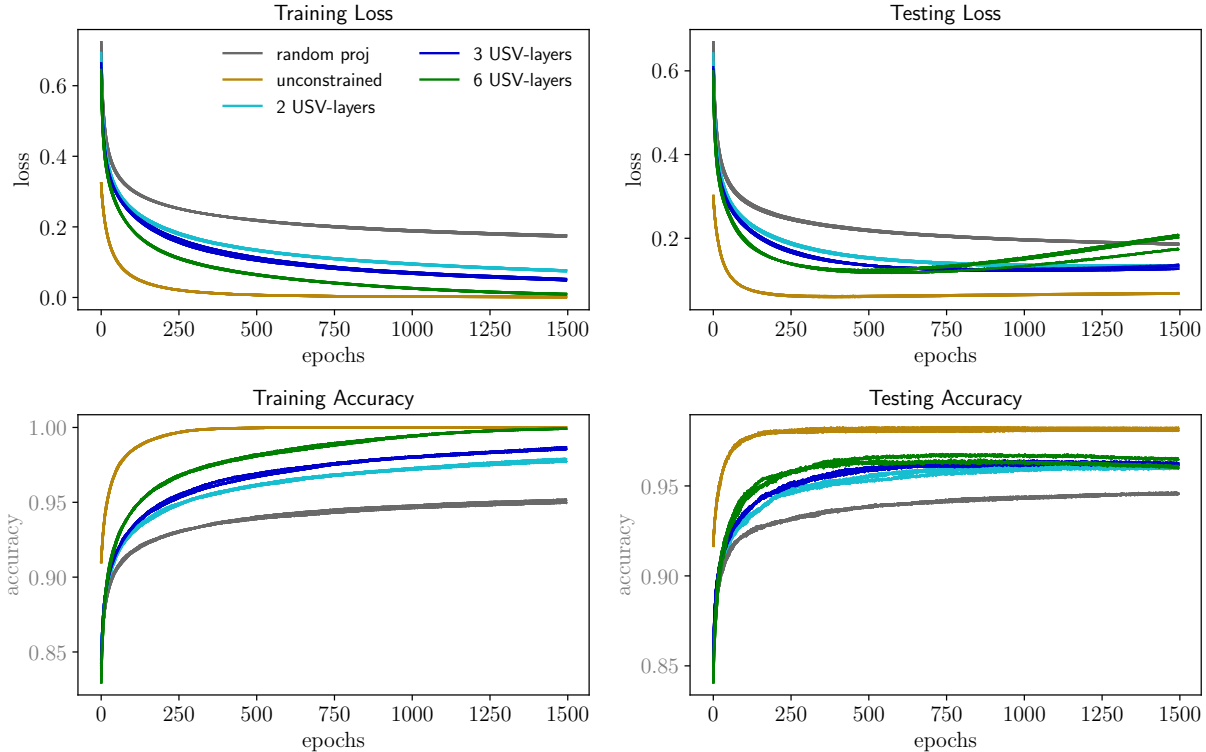 Training Loss
random proj
unconstrained
2 USV-layers
3 USV-layers
6 USV-layers
0.6
0.4
0.2
0.0
loss
0 250 500 750 1000 1250 1500
epochs
Testing Loss
0.6
0.4
0.2
loss
0 250 500 750 1000 1250 1500
epochs
Training Accuracy
1.00
0.95
0.90
0.85
accuracy
0 250 500 750 1000 1250 1500
epochs
Testing Accuracy
0.95
0.90
0.85
accuracy
0 250 500 750 1000 1250 1500
epochs